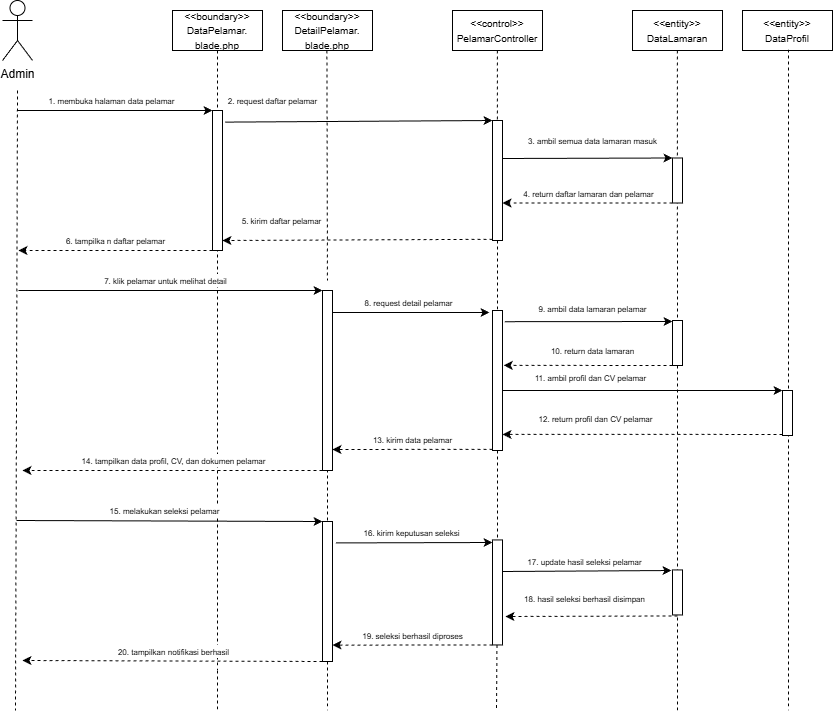 <<boundary>>
DataPelamar.
blade.php
<<boundary>>
DetailPelamar.
blade.php
<<control>>
PelamarController
<<entity>>
DataLamaran
<<entity>>
DataProfil
Admin
1. membuka halaman data pelamar
2. request daftar pelamar
3. ambil semua data lamaran masuk
4. return daftar lamaran dan pelamar
5. kirim daftar pelamar
6. tampilka n daftar pelamar
7. klik pelamar untuk melihat detail
8. request detail pelamar
9. ambil data lamaran pelamar
10. return data lamaran
11. ambil profil dan CV pelamar
12. return profil dan CV pelamar
13. kirim data pelamar
14. tampilkan data profil, CV, dan dokumen pelamar
15. melakukan seleksi pelamar
16. kirim keputusan seleksi
17. update hasil seleksi pelamar
18. hasil seleksi berhasil disimpan
19. seleksi berhasil diproses
20. tampilkan notifikasi berhasil